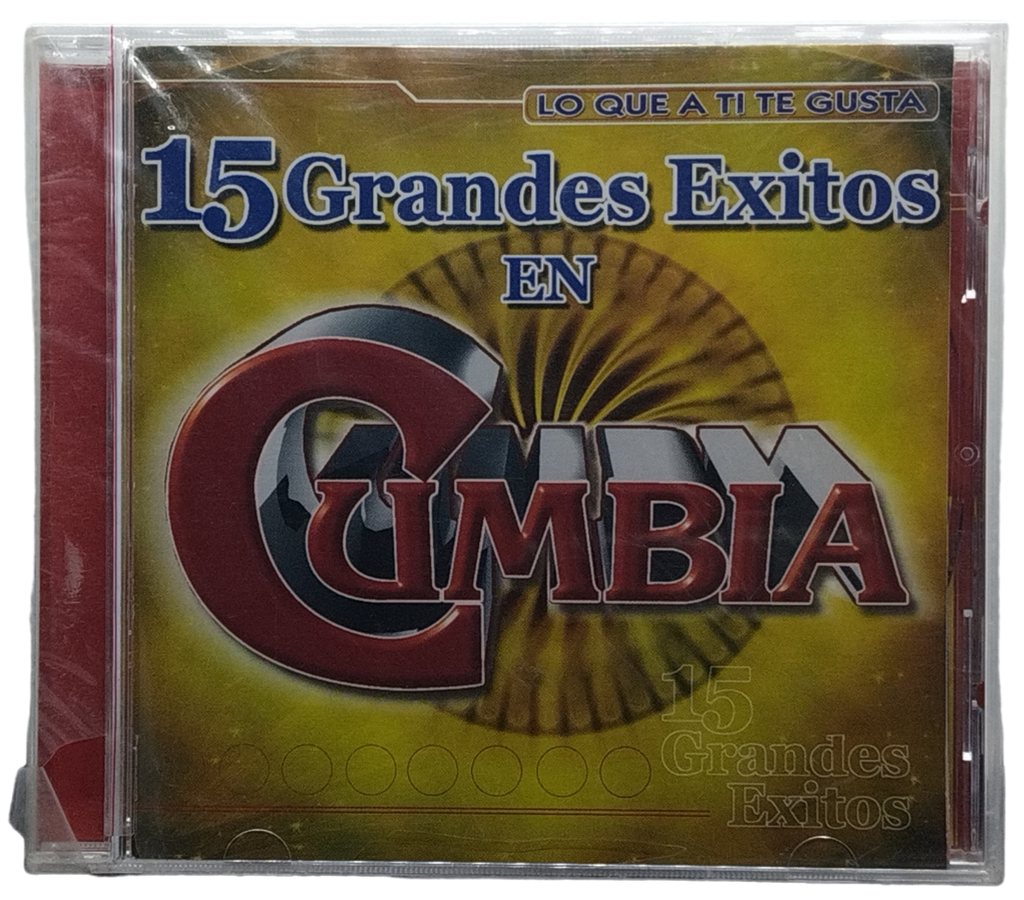 LO QUE A TI TE GUSTA
15 Grandes Exitos
EN
CUMBIA
15
Grandes
Exitos